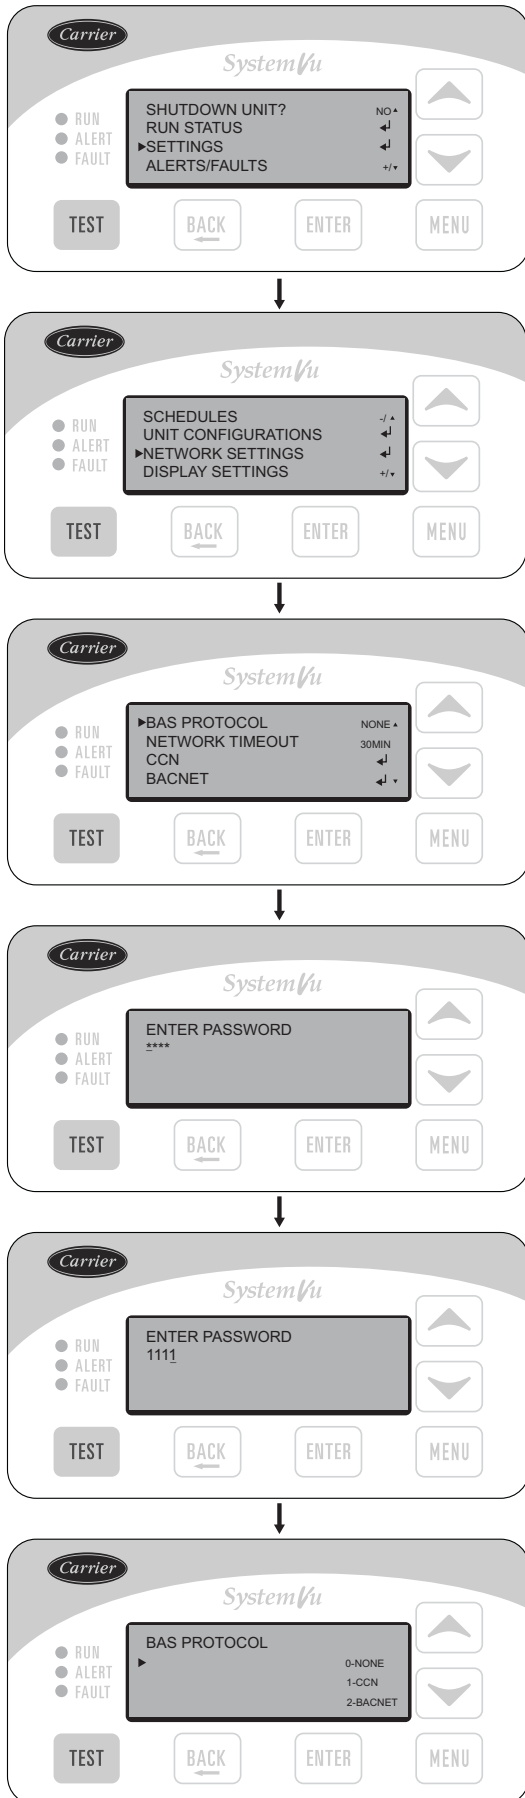 Carrier
SystemVu
SHUTDOWN UNIT? NO
RUN RUN STATUS
ALERT SETTINGS
FAULT ALERTS/FAULTS +/
TEST BACK ENTER MENU
Carrier
SystemVu
SCHEDULES -/
RUN UNIT CONFIGURATIONS
ALERT NETWORK SETTINGS
FAULT DISPLAY SETTINGS +/
TEST BACK ENTER MENU
Carrier
SystemVu
BAS PROTOCOL NONE
RUN NETWORK TIMEOUT 30MIN
ALERT CCN
FAULT BACNET
TEST BACK ENTER MENU
Carrier
SystemVu
ENTER PASSWORD
RUN ****
ALERT
FAULT
TEST BACK ENTER MENU
Carrier
SystemVu
ENTER PASSWORD
RUN 1111
ALERT
FAULT
TEST BACK ENTER MENU
Carrier
SystemVu
BAS PROTOCOL
RUN 0-NONE
ALERT 1-CCN
FAULT 2-BACNET
TEST BACK ENTER MENU